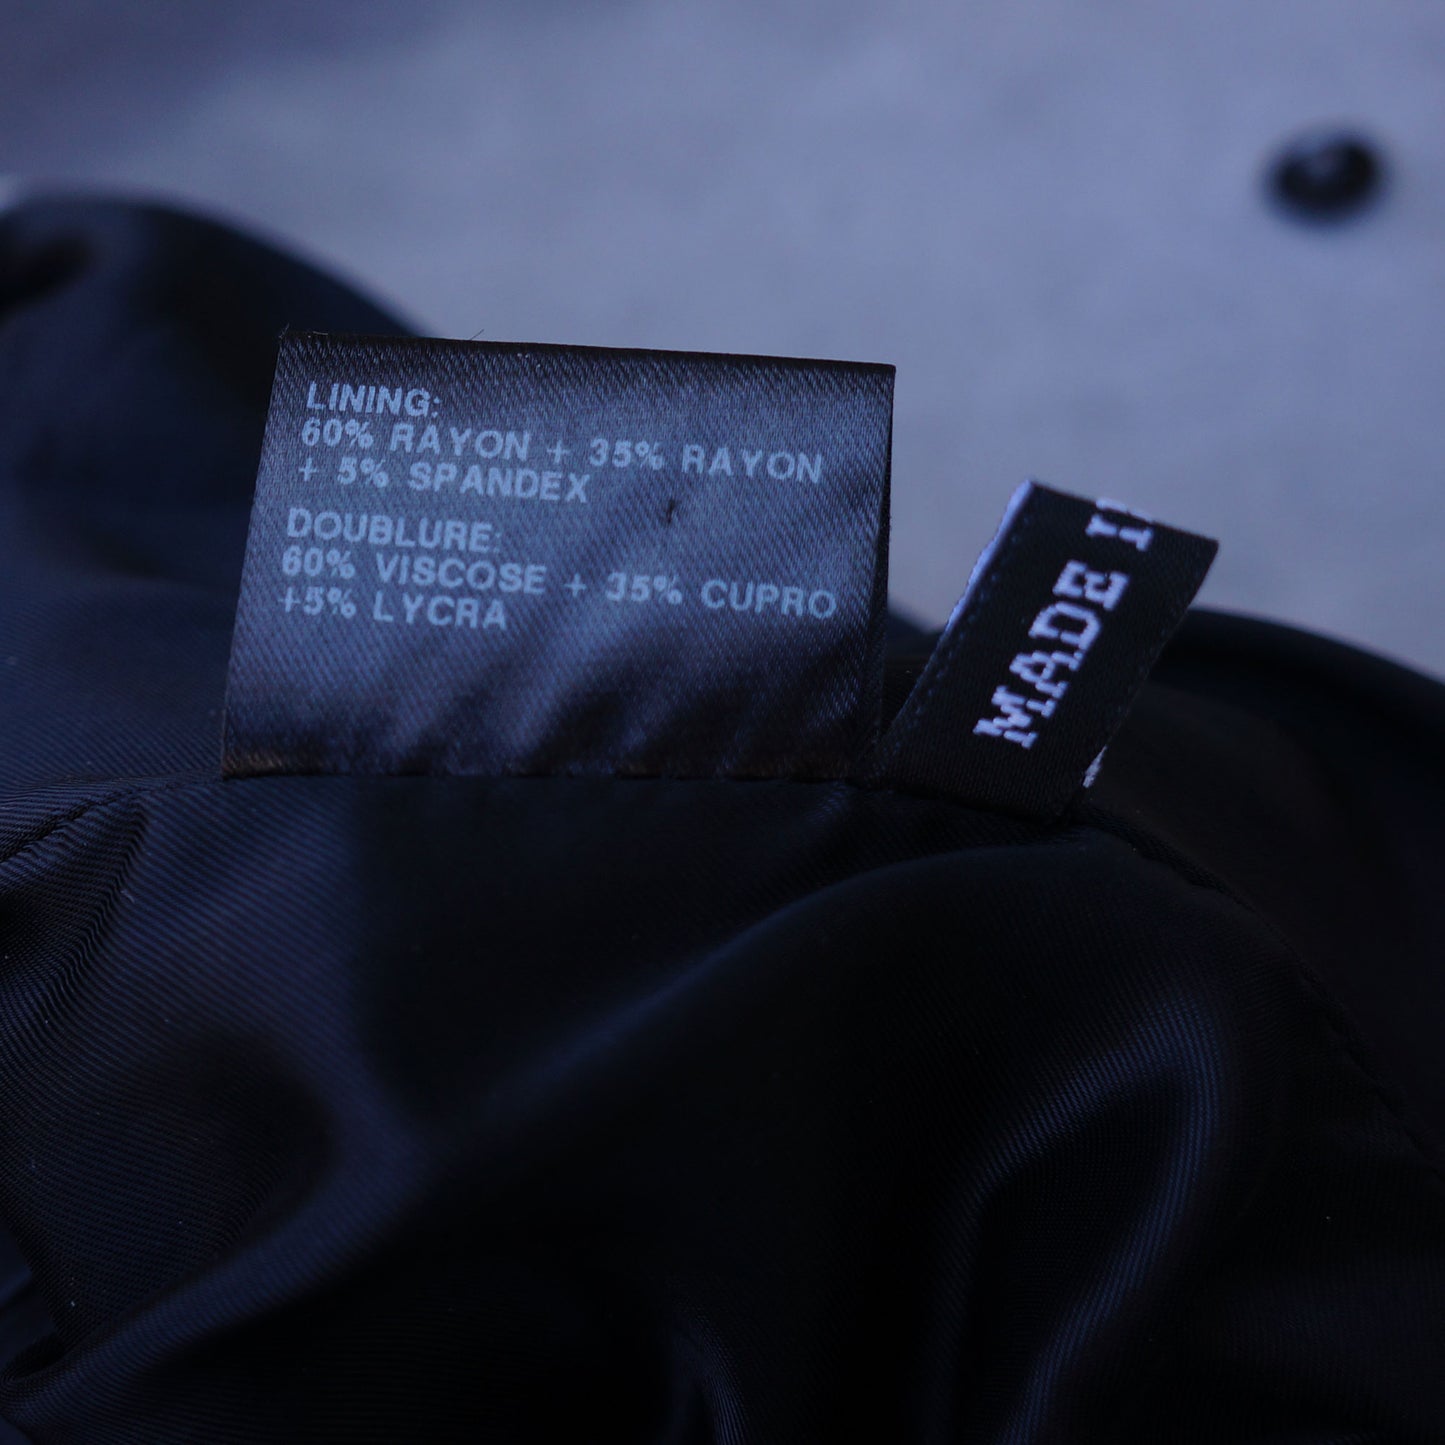 LINING:
60% RAYON + 35% RAYON
+ 5% SPANDEX
DOUBLURE:
60% VISCOSE + 35% CUPRO
+5% LYCRA
MADE